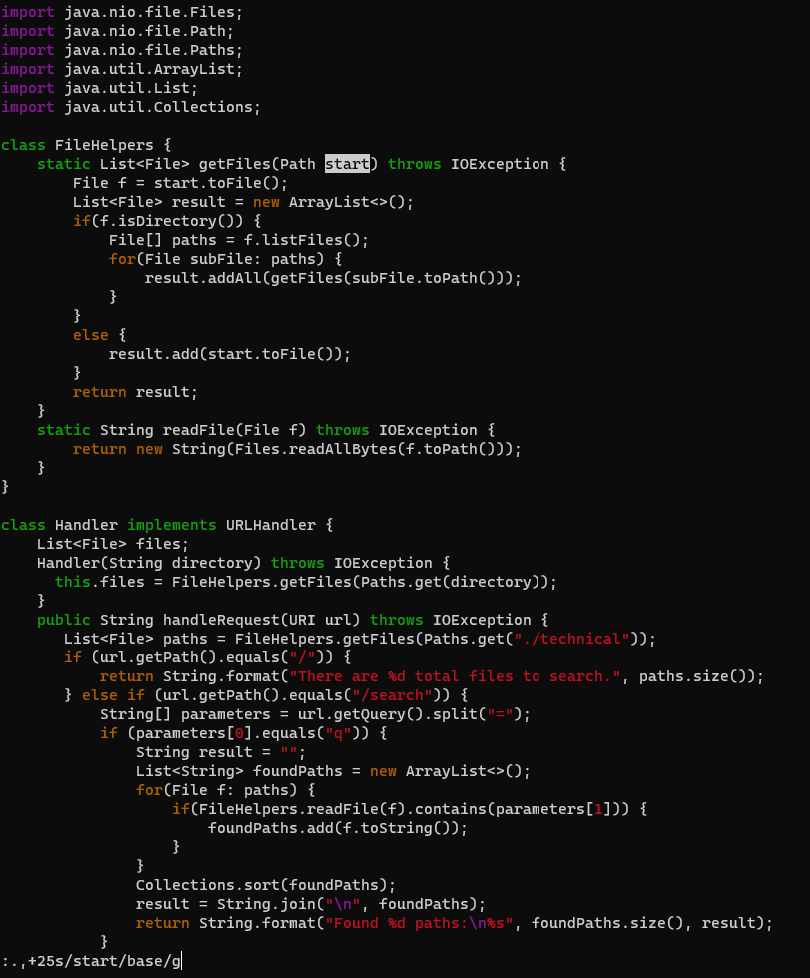 import java.nio.file.Files;
import java.nio.file.Path;
import java.nio.file.Paths;
import java.util.ArrayList;
import java.util.List;
import java.util.Collections;

class FileHelpers {
    static List<File> getFiles(Path start) throws IOException {
        File f = start.toFile();
        List<File> result = new ArrayList<>();
        if(f.isDirectory()) {
            File[] paths = f.listFiles();
            for(File subFile: paths) {
                result.addAll(getFiles(subFile.toPath()));
            }
        }
        else {
            result.add(start.toFile());
        }
        return result;
    }
    static String readFile(File f) throws IOException {
        return new String(Files.readAllBytes(f.toPath()));
    }
}

class Handler implements URLHandler {
    List<File> files;
    Handler(String directory) throws IOException {
      this.files = FileHelpers.getFiles(Paths.get(directory));
    }
    public String handleRequest(URI url) throws IOException {
       List<File> paths = FileHelpers.getFiles(Paths.get("./technical"));
       if (url.getPath().equals("/")) {
           return String.format("There are %d total files to search.", paths.size());
       } else if (url.getPath().equals("/search")) {
           String[] parameters = url.getQuery().split("=");
           if (parameters[0].equals("q")) {
               String result = "";
               List<String> foundPaths = new ArrayList<>();
               for(File f: paths) {
                   if(FileHelpers.readFile(f).contains(parameters[1])) {
                       foundPaths.add(f.toString());
                   }
               }
               Collections.sort(foundPaths);
               result = String.join("\n", foundPaths);
               return String.format("Found %d paths:\n%s", foundPaths.size(), result);
           }
:.,+25s/start/base/g